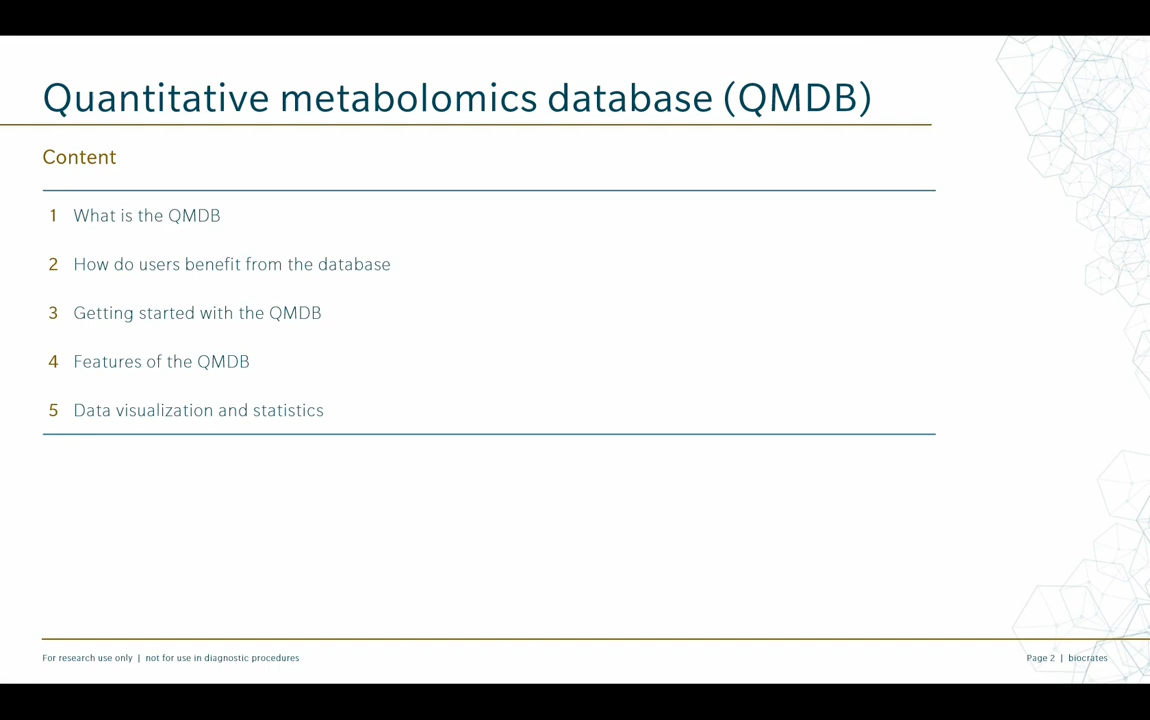 Quantitative metabolomics database (QMDB)
Content
1 What is the QMDB
2 How do users benefit from the database
3 Getting started with the QMDB
4 Features of the QMDB
5 Data visualization and statistics
For research use only | not for use in diagnostic procedures
Page 2 | biocrates